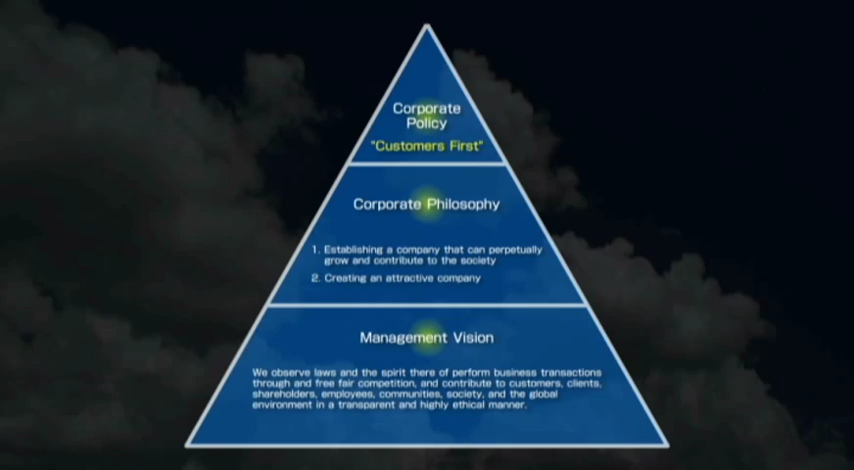 Corporate
Policy
"Customers First"
Corporate Philosophy
1. Establishing a company that can perpetually
grow and contribute to the society
2. Creating an attractive company
Management Vision
We observe laws and the spirit there of perform business transactions
through and free fair competition, and contribute to customers, clients,
shareholders, employees, communities, society, and the global
environment in a transparent and highly ethical manner.